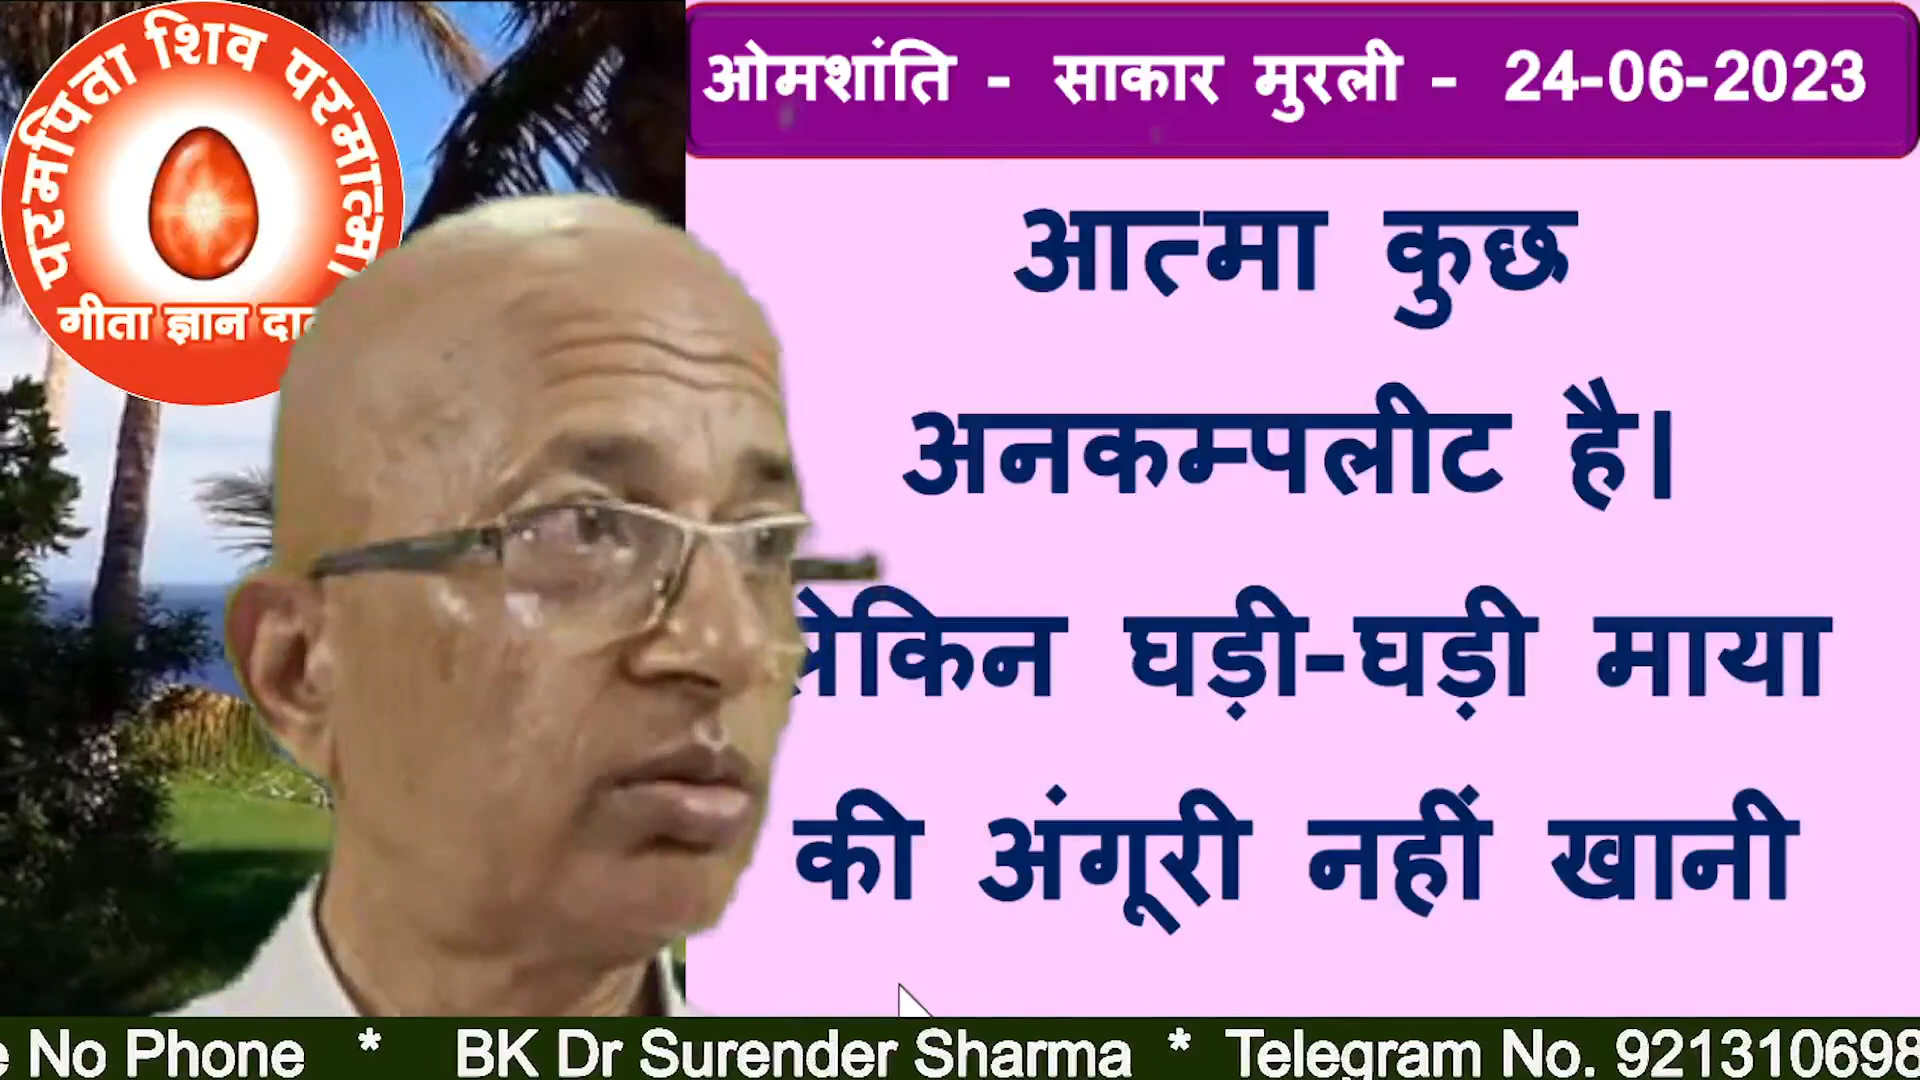 परमपिता शिव परमात्मा
गीता ज्ञान
ओमशांति - साकार मुरली - 24-06-2023
आत्मा कुछ
अनकम्पलीट है।
लेकिन घड़ी-घड़ी माया
की अंगूरी नहीं खानी
No Phone * BK Dr Surender Sharma * Telegram No. 921310698